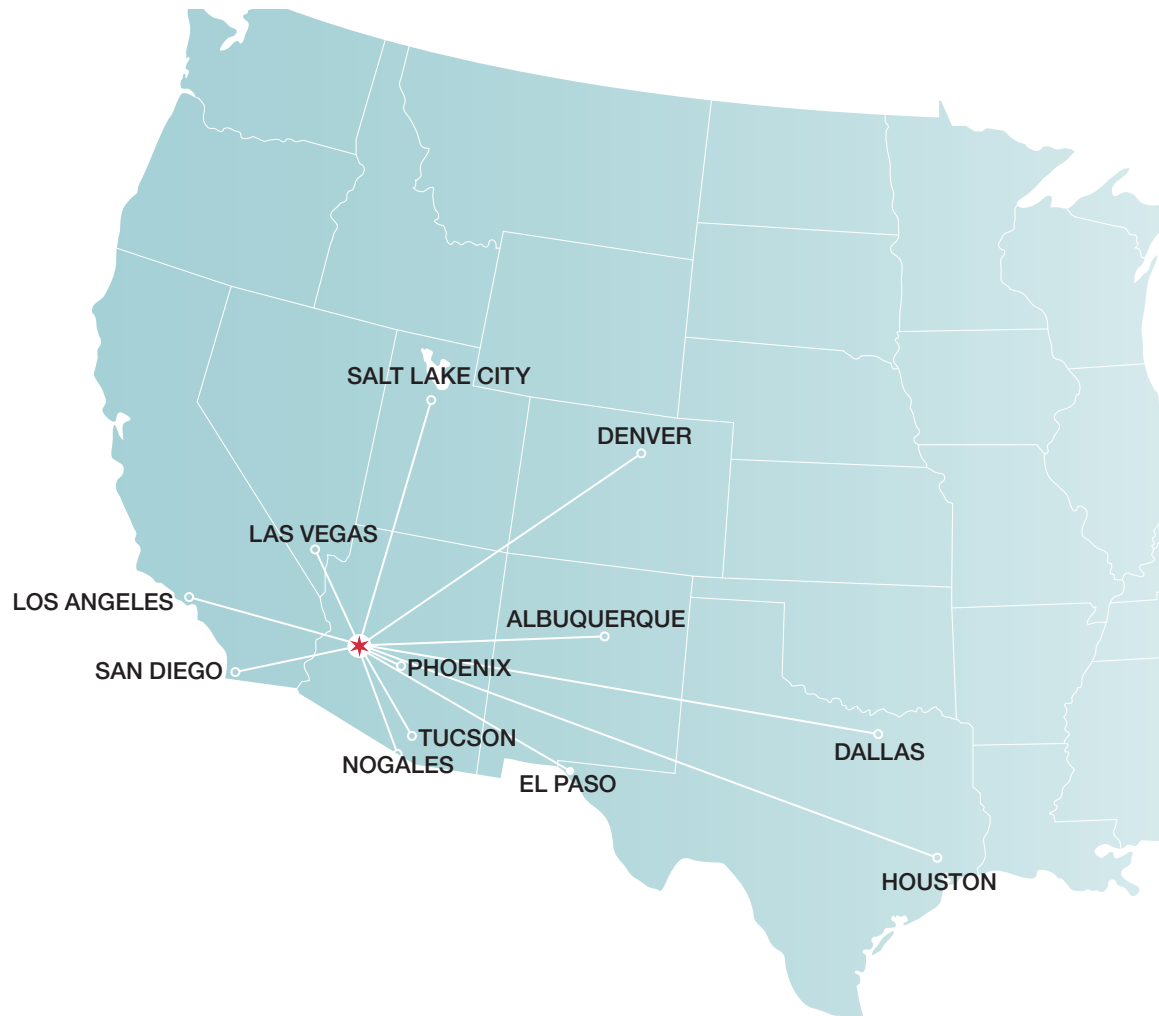 SALT LAKE CITY
DENVER
LAS VEGAS
LOS ANGELES
ALBUQUERQUE
SAN DIEGO
PHOENIX
TUCSON
DALLAS
NOGALES
EL PASO
HOUSTON